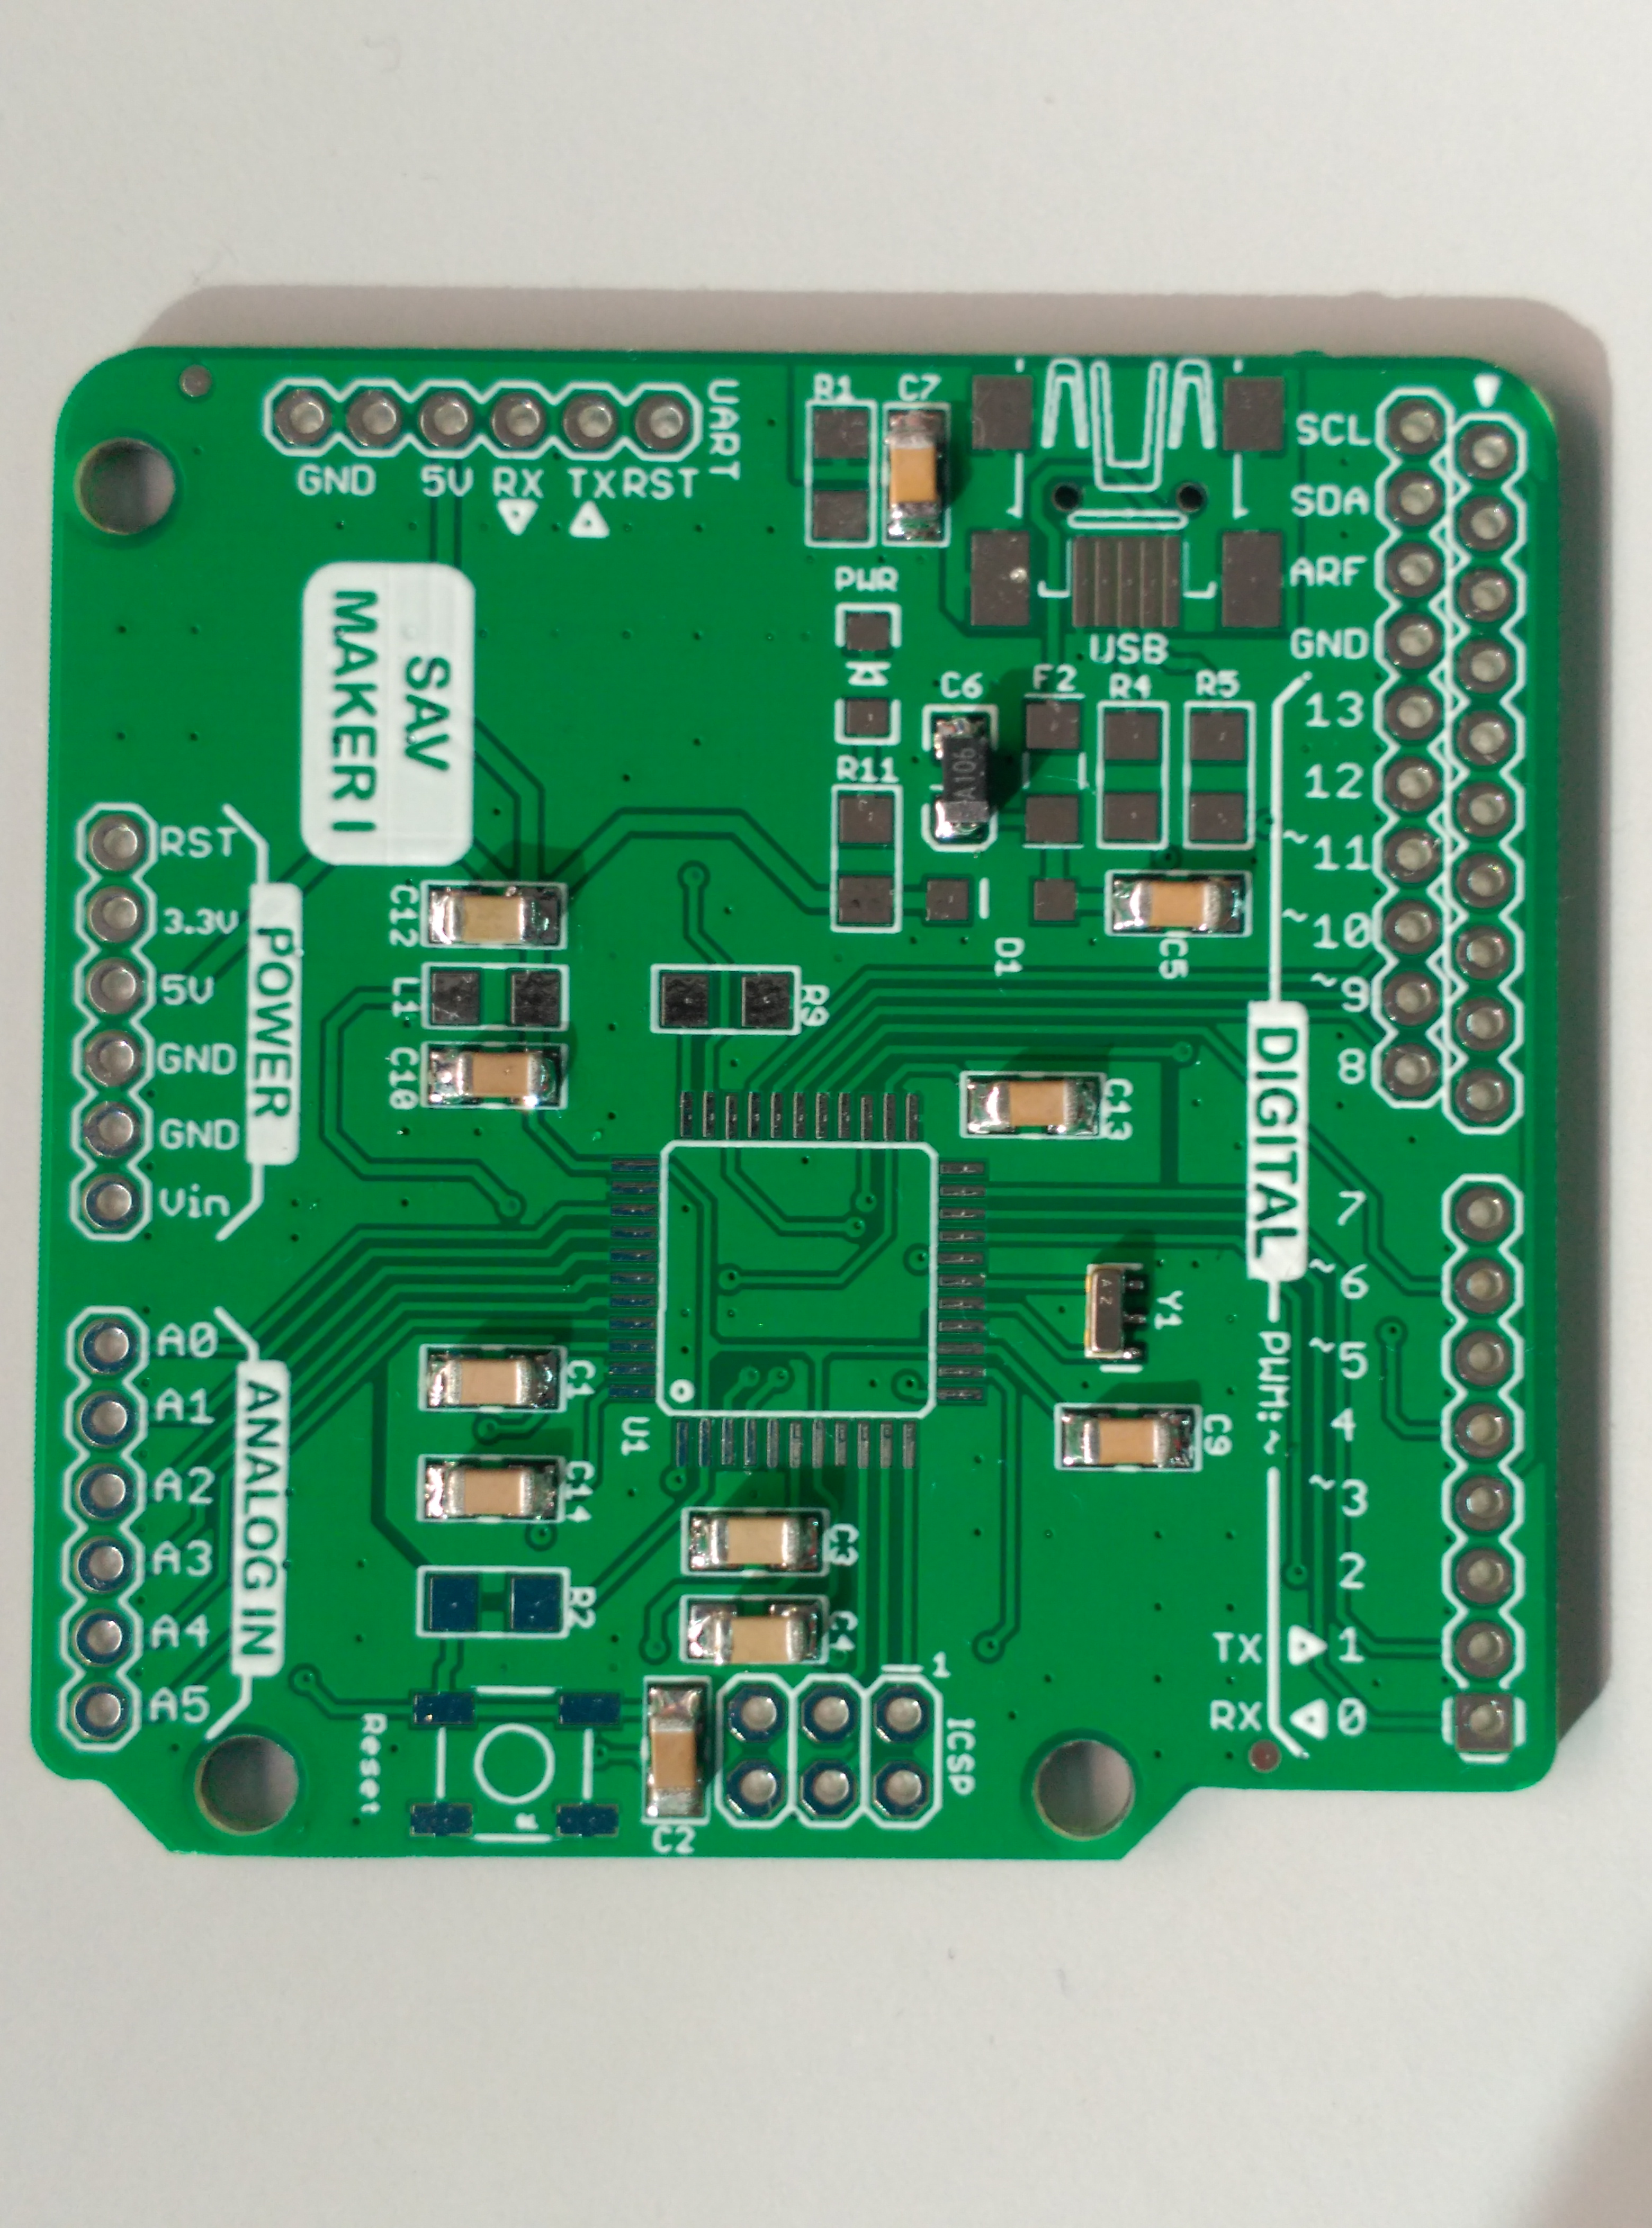 UART
GND 5V RX TX RST
R1 C7
PWR
USB
C6 F2 R4 R5
A106
R11
SAV
MAKER I
SCL
SDA
ARF
GND
13
12
~11
~10
~9
8
DIGITAL
7
~6
~5
4
~3
2
TX 1
RX 0
PWM: ~
RST
3.3V
5V
GND
GND
Vin
POWER
A0
A1
A2
A3
A4
A5
ANALOG IN
C12
L1
C10
R9
D1
C5
C13
Y1
A2
C9
C1
U1
C14
C3
R2
C4
1
ICSP
Reset
C2